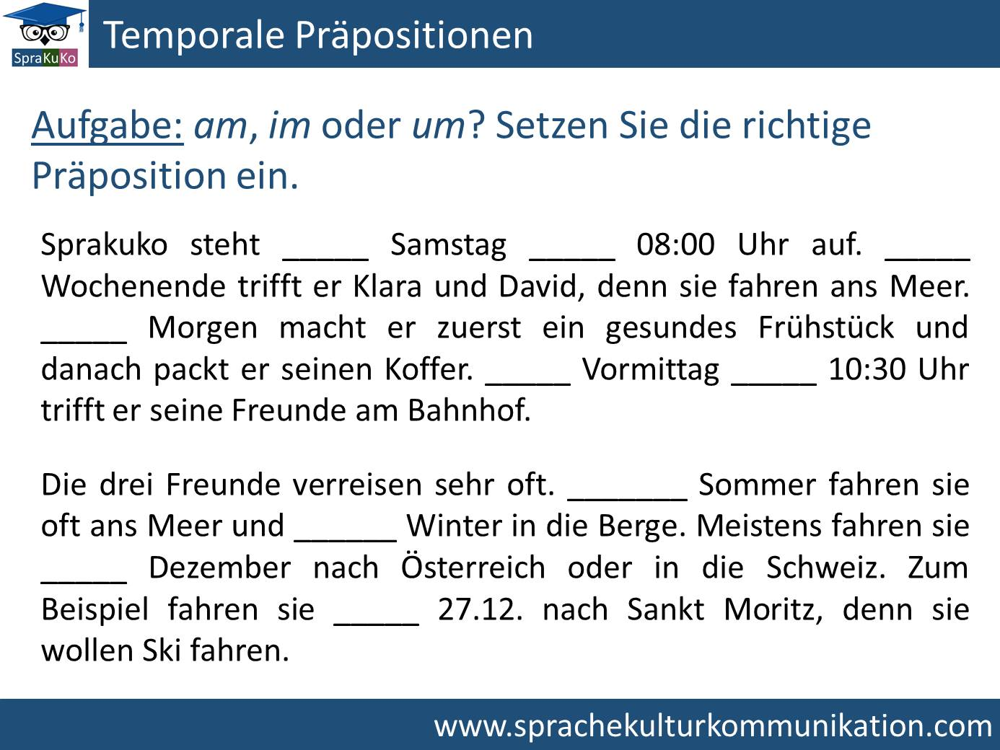 SpraKuKo
Temporale Präpositionen
Aufgabe: am, im oder um? Setzen Sie die richtige
Präposition ein.
Sprakuko steht _____ Samstag _____ 08:00 Uhr auf. _____
Wochenende trifft er Klara und David, denn sie fahren ans Meer.
_____ Morgen macht er zuerst ein gesundes Frühstück und
danach packt er seinen Koffer. _____ Vormittag _____ 10:30 Uhr
trifft er seine Freunde am Bahnhof.
Die drei Freunde verreisen sehr oft. _______ Sommer fahren sie
oft ans Meer und ______ Winter in die Berge. Meistens fahren sie
_____ Dezember nach Österreich oder in die Schweiz. Zum
Beispiel fahren sie _____ 27.12. nach Sankt Moritz, denn sie
wollen Ski fahren.
www.sprachekulturkommunikation.com